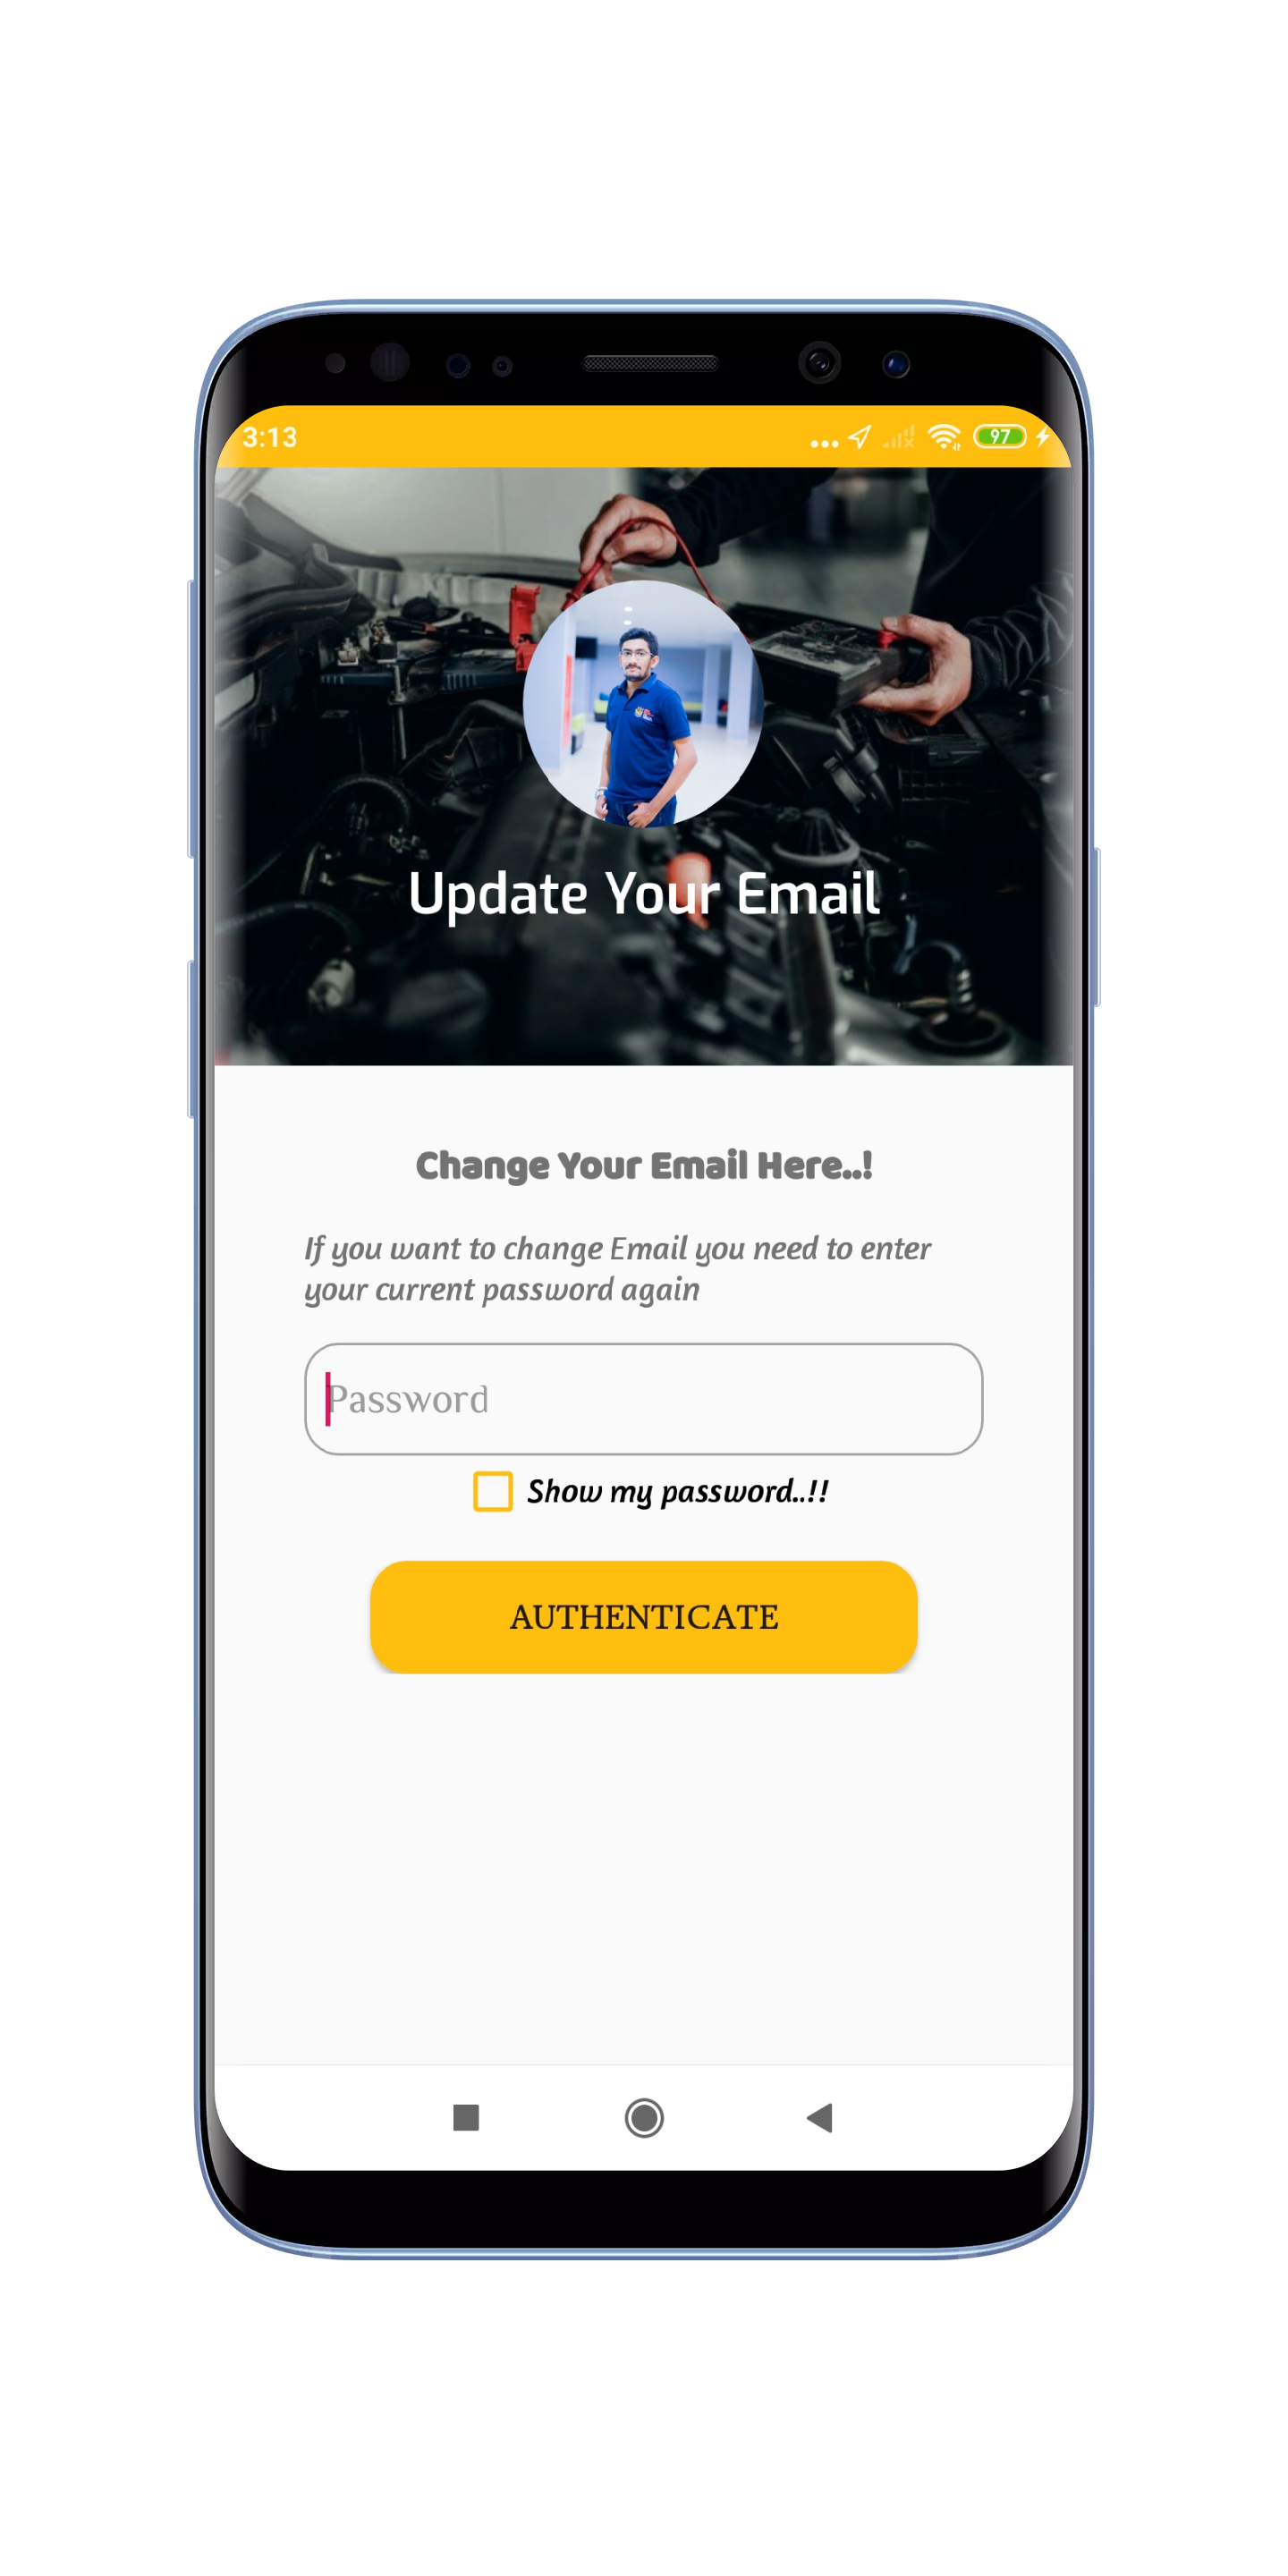 3:13
97
Update Your Email
Change Your Email Here..!
If you want to change Email you need to enter
your current password again
Password
Show my password..!!
AUTHENTICATE